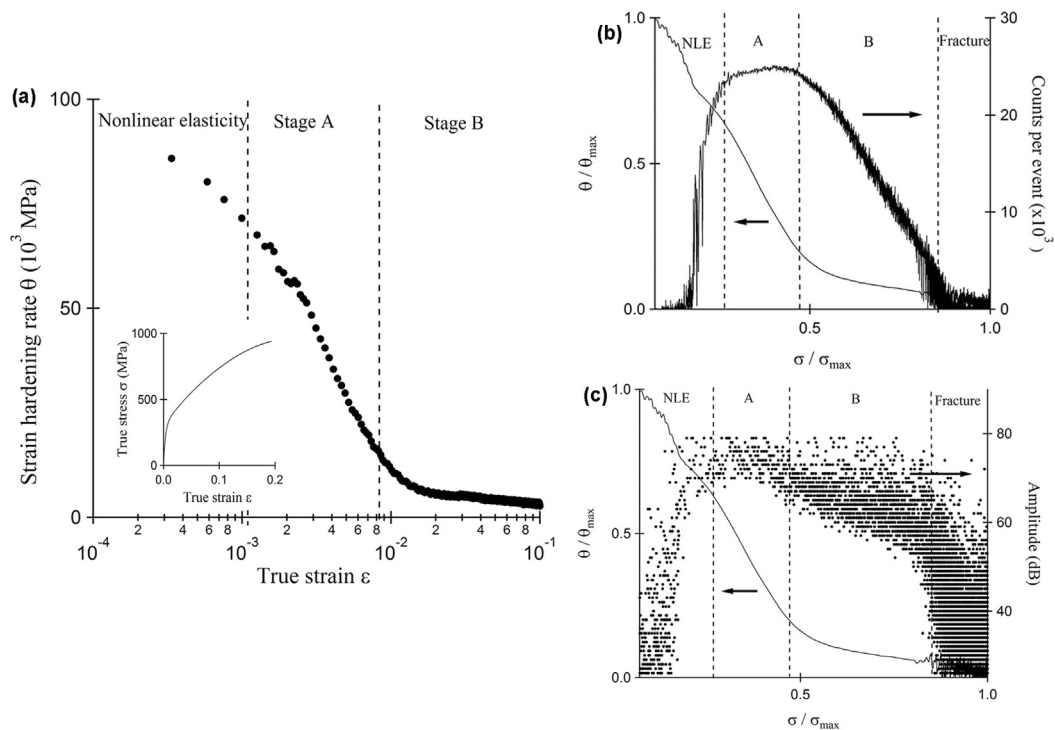 (a)
100
50
0
Strain hardening rate θ (10³ MPa)
Nonlinear elasticity
Stage A
Stage B
1000
500
0
True stress σ (MPa)
0.0
0.1
0.2
True strain ε
10⁻⁴
2
4
6
8
10⁻³
2
4
6
8
10⁻²
2
4
6
8
10⁻¹
True strain ε
(b)
1.0
0.5
0.0
θ / θmax
NLE
A
B
Fracture
30
20
10
0
Counts per event (x10³)
0.5
1.0
σ / σmax
(c)
1.0
0.5
0.0
θ / θmax
NLE
A
B
Fracture
80
60
40
Amplitude (dB)
0.5
1.0
σ / σmax